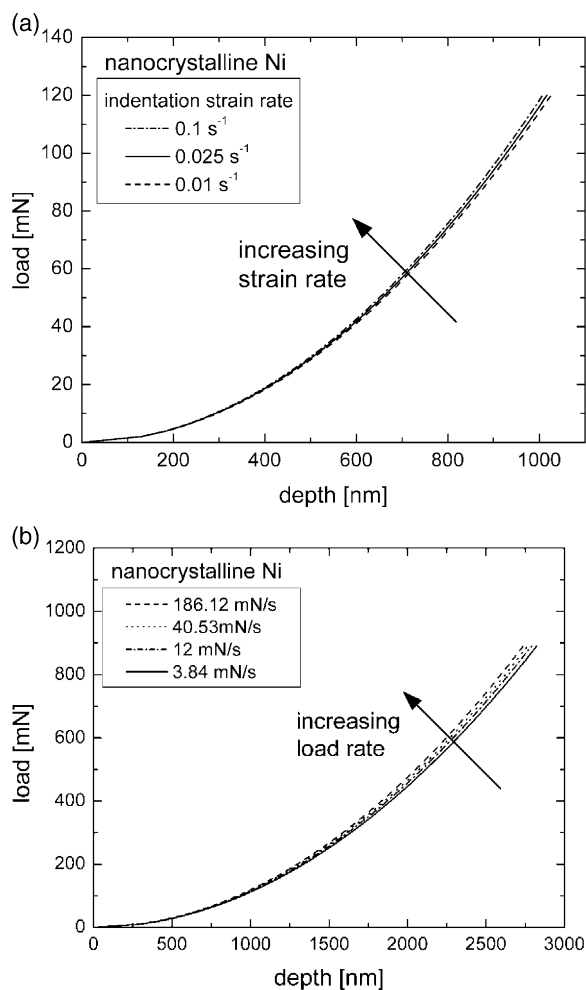 (a)
140
120
100
80
60
40
20
0
load [mN]
nanocrystalline Ni
indentation strain rate
0.1 s⁻¹
0.025 s⁻¹
0.01 s⁻¹
increasing
strain rate
0 200 400 600 800 1000
depth [nm]
(b)
1200
1000
800
600
400
200
0
load [mN]
nanocrystalline Ni
186.12 mN/s
40.53mN/s
12 mN/s
3.84 mN/s
increasing
load rate
0 500 1000 1500 2000 2500 3000
depth [nm]